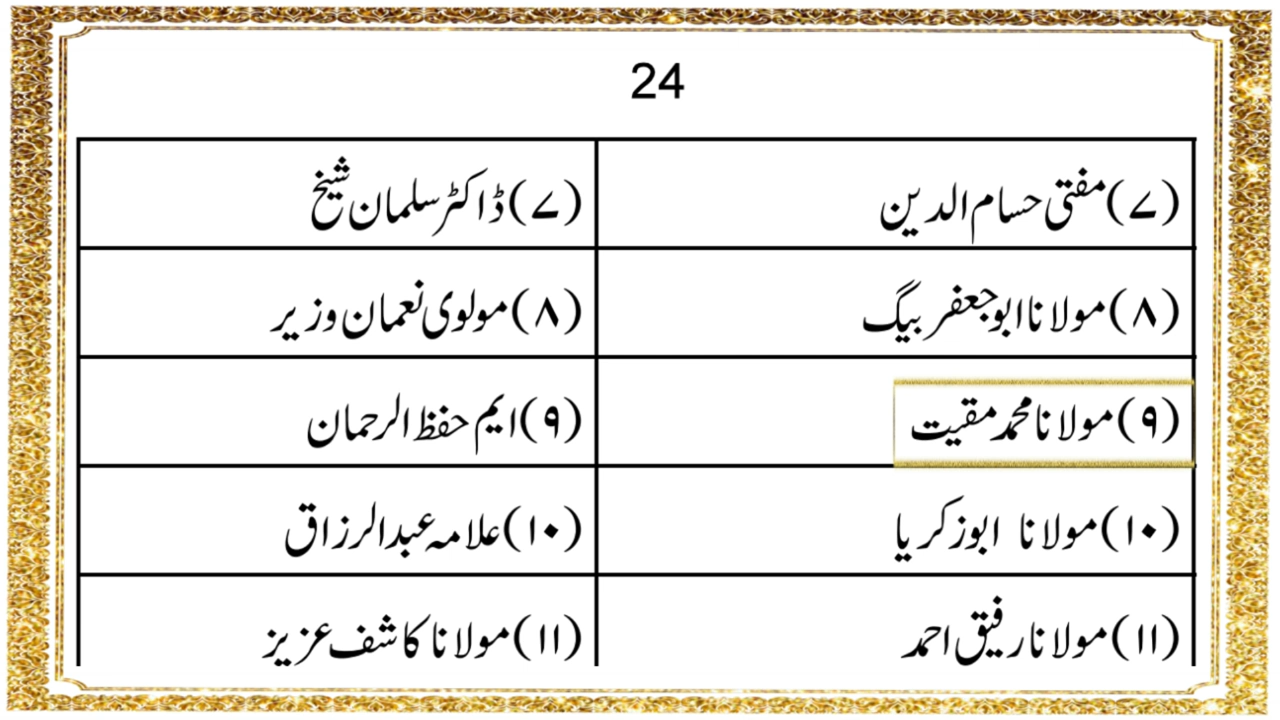 24
(۷) مفتی حسام الدین (۷) ڈاکٹر سلمان شیخ
(۸) مولانا ابو جعفر بیگ (۸) مولوی نعمان وزیر
(۹) مولانا محمد مقیت (۹) ایم حفظ الرحمان
(۱۰) مولانا ابوزکریا (۱۰) علامہ عبدالرزاق
(۱۱) مولانا رفیق احمد (۱۱) مولانا کاشف عزیز